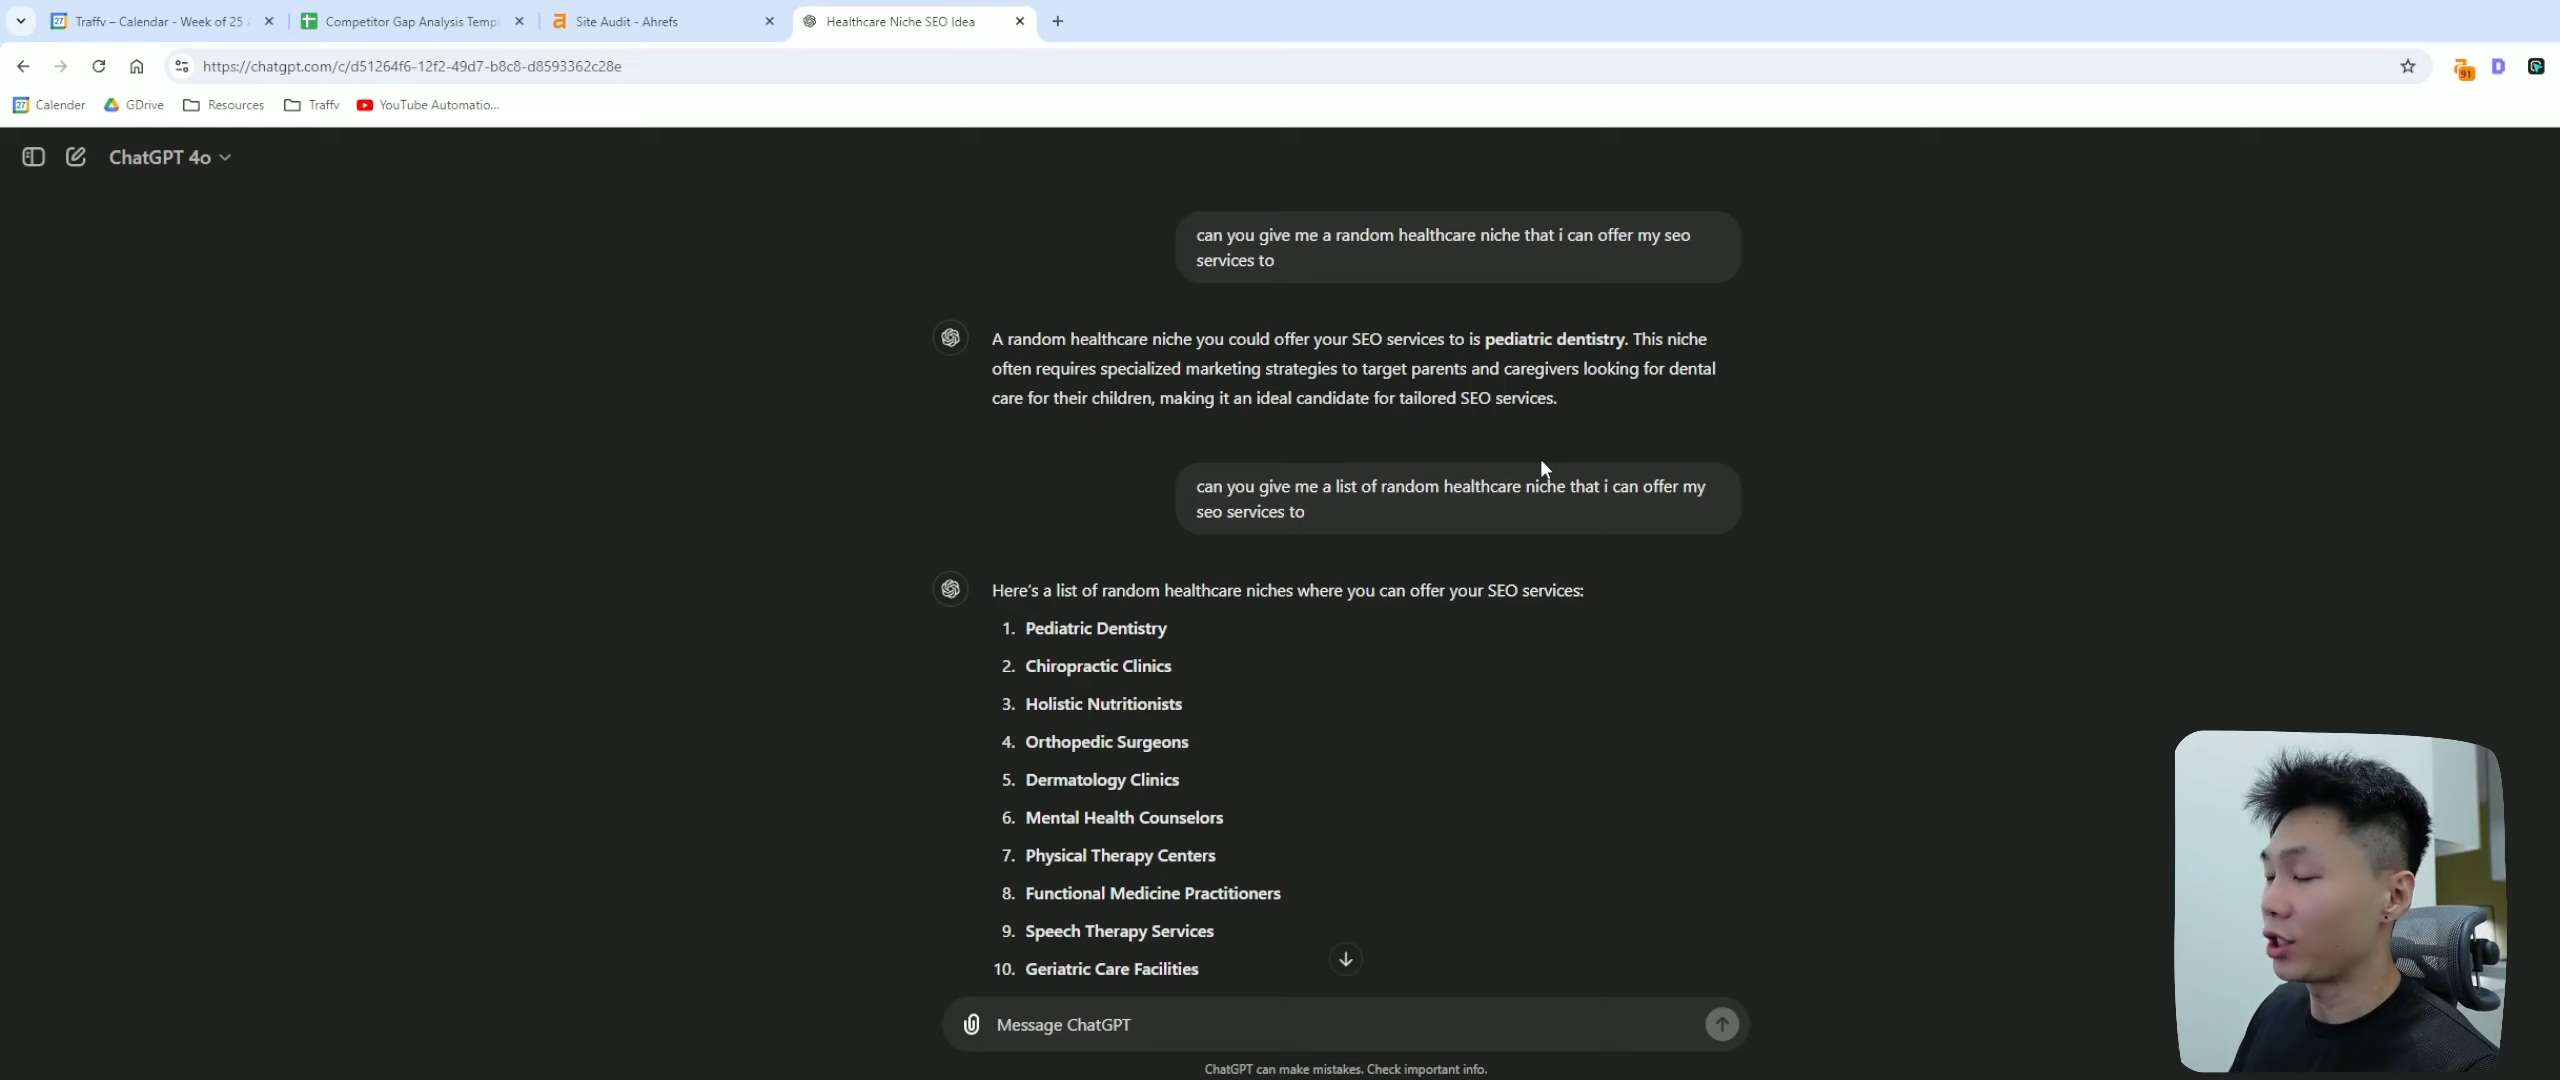 Traffv – Calendar - Week of 25
Competitor Gap Analysis Temp
Site Audit - Ahrefs
Healthcare Niche SEO Idea
https://chatgpt.com/c/d51264f6-12f2-49d7-b8c8-d8593362c28e
91
D
27 Calender
GDrive
Resources
Traffv
YouTube Automatio...
ChatGPT 4o
can you give me a random healthcare niche that i can offer my seo
services to
A random healthcare niche you could offer your SEO services to is pediatric dentistry. This niche
often requires specialized marketing strategies to target parents and caregivers looking for dental
care for their children, making it an ideal candidate for tailored SEO services.
can you give me a list of random healthcare niche that i can offer my
seo services to
Here's a list of random healthcare niches where you can offer your SEO services:
1. Pediatric Dentistry
2. Chiropractic Clinics
3. Holistic Nutritionists
4. Orthopedic Surgeons
5. Dermatology Clinics
6. Mental Health Counselors
7. Physical Therapy Centers
8. Functional Medicine Practitioners
9. Speech Therapy Services
10. Geriatric Care Facilities
Message ChatGPT
ChatGPT can make mistakes. Check important info.